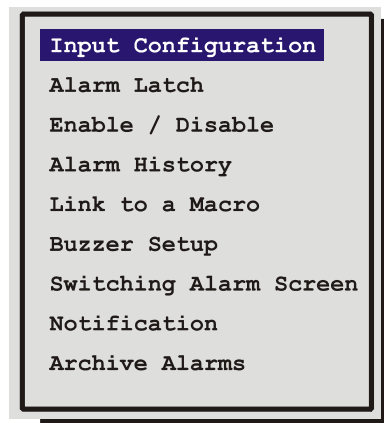 Input Configuration
Alarm Latch
Enable / Disable
Alarm History
Link to a Macro
Buzzer Setup
Switching Alarm Screen
Notification
Archive Alarms